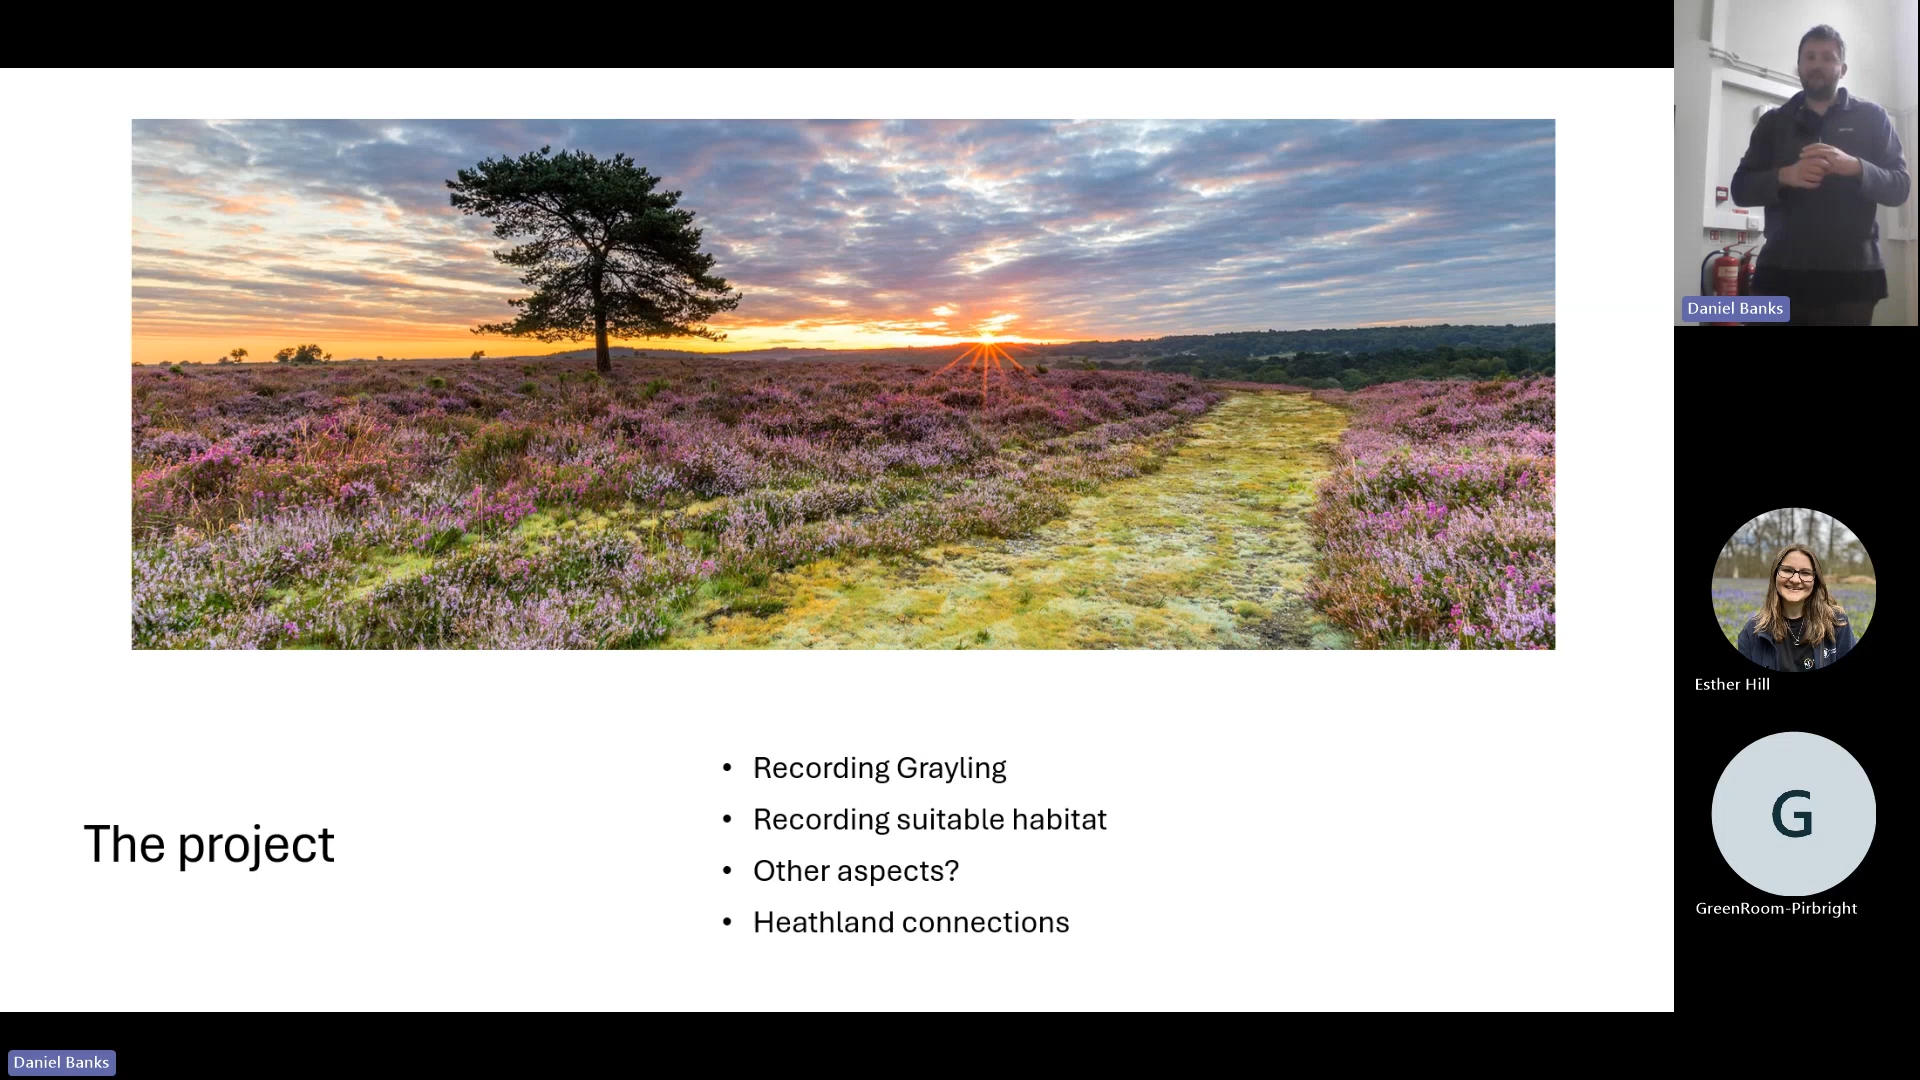 The project
• Recording Grayling
• Recording suitable habitat
• Other aspects?
• Heathland connections
Daniel Banks
Esther Hill
G
GreenRoom-Pirbright
Daniel Banks